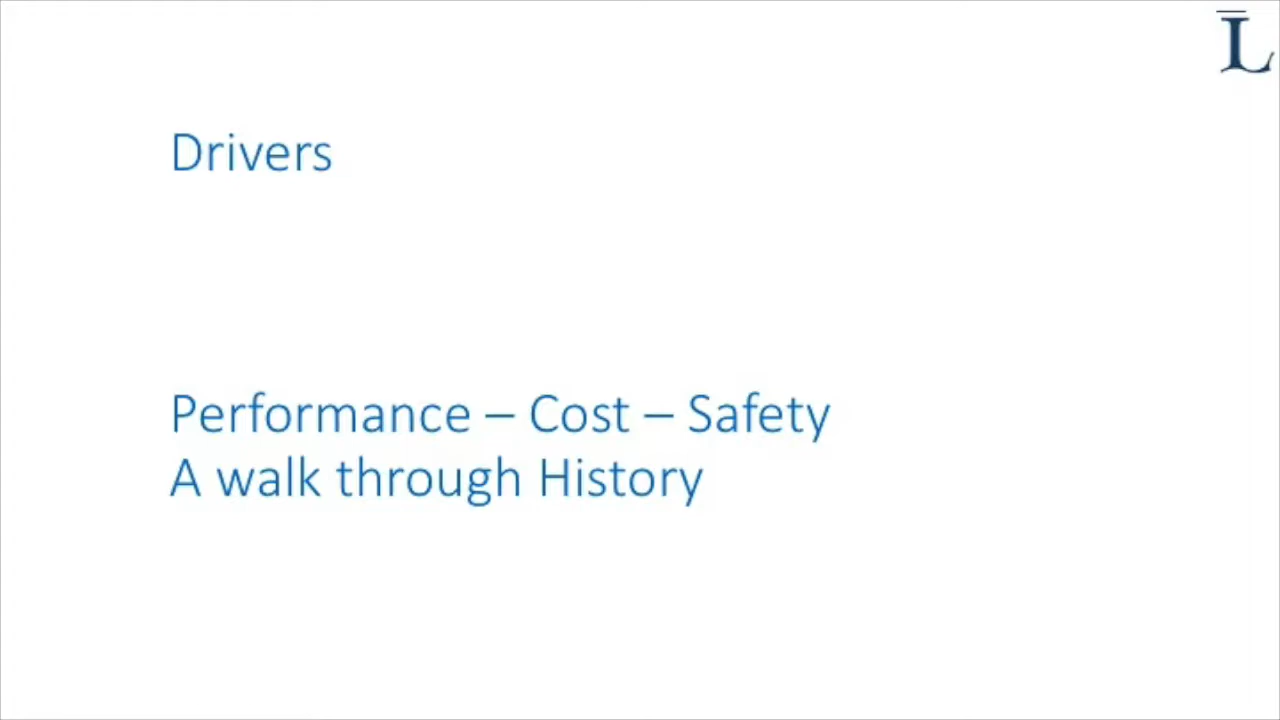 L
Drivers
Performance – Cost – Safety
A walk through History